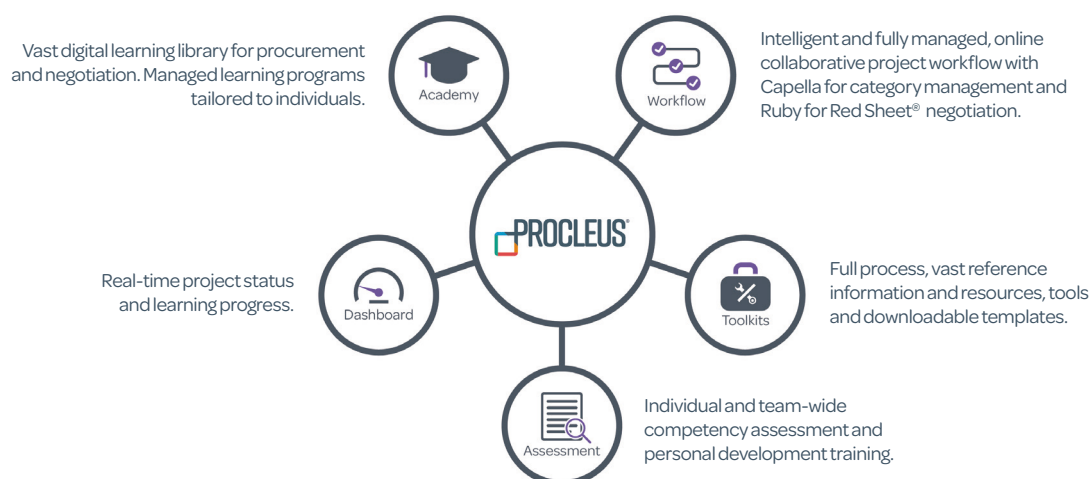 Vast digital learning library for procurement
and negotiation. Managed learning programs
tailored to individuals.
Academy
Workflow
Intelligent and fully managed, online
collaborative project workflow with
Capella for category management and
Ruby for Red Sheet® negotiation.
PROCLEUS®
Real-time project status
and learning progress.
Dashboard
Toolkits
Full process, vast reference
information and resources, tools
and downloadable templates.
Assessment
Individual and team-wide
competency assessment and
personal development training.